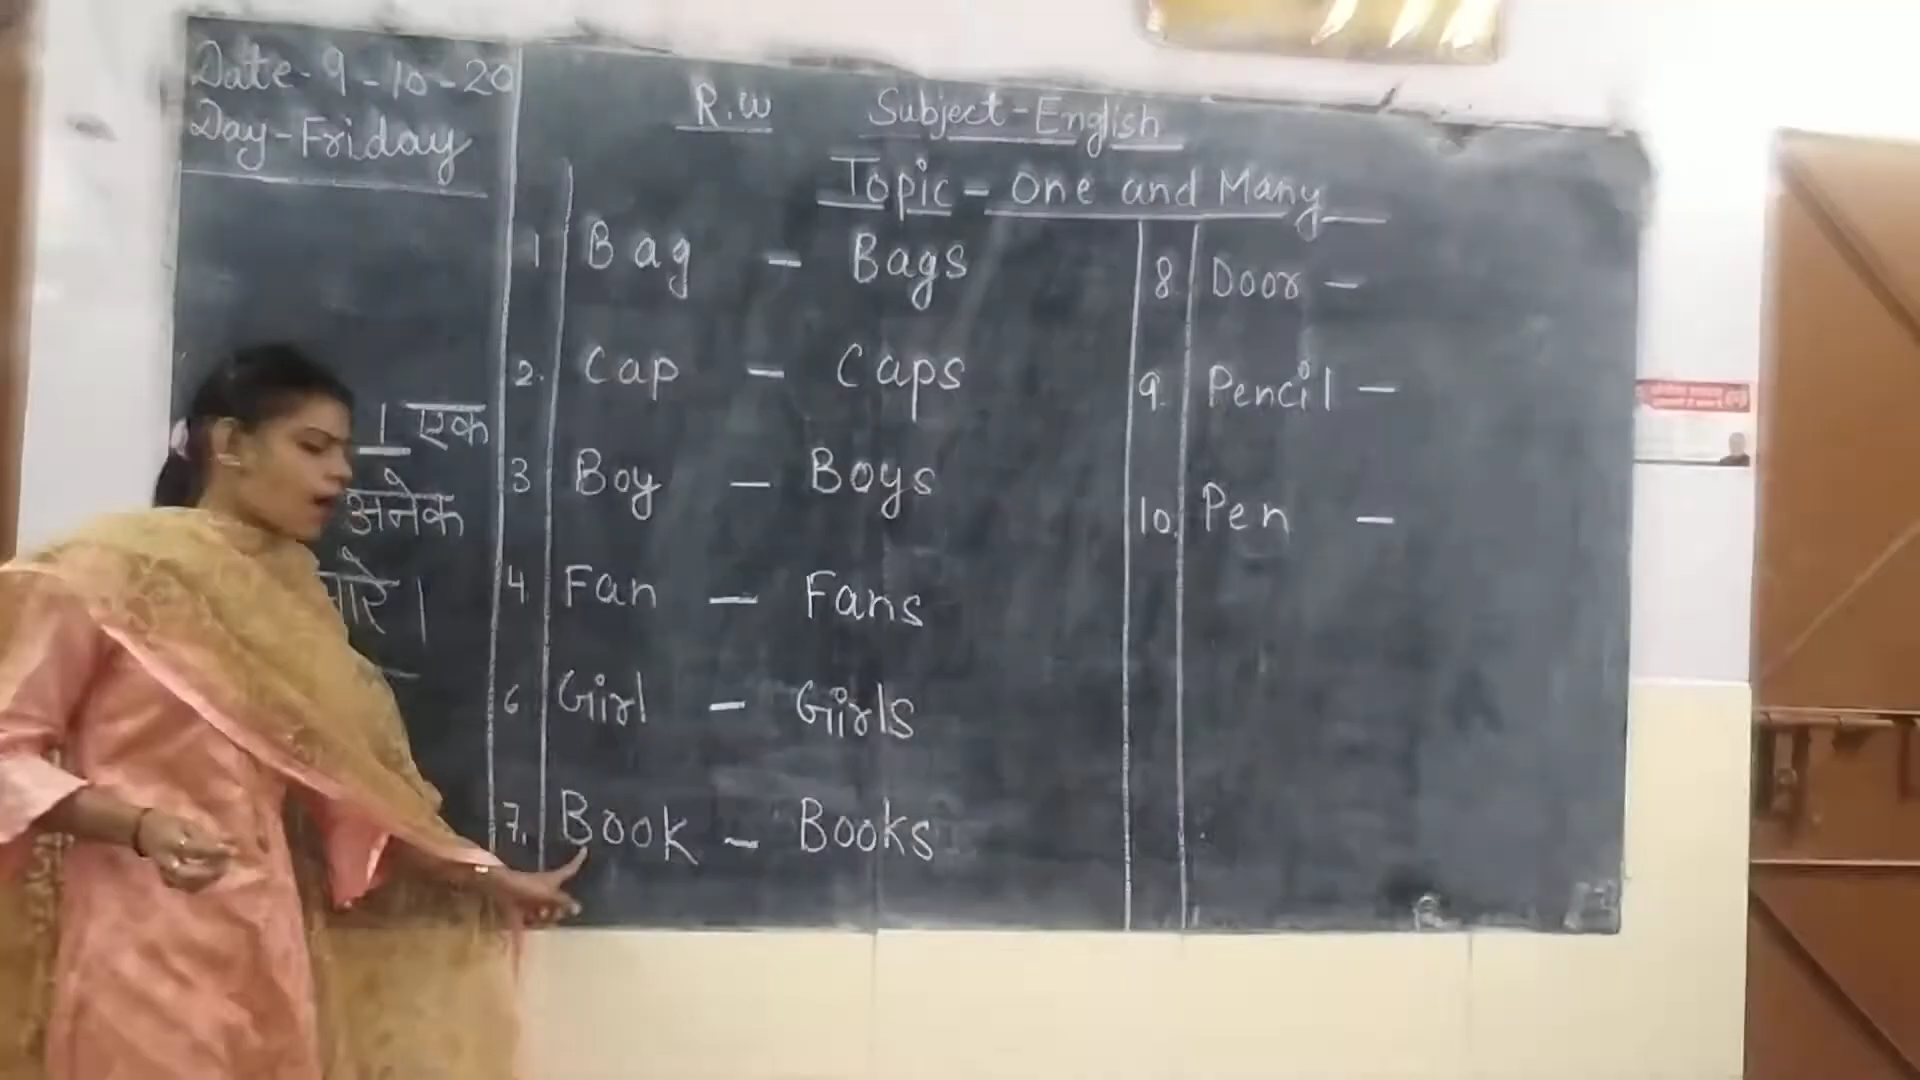 Date - 9 - 10 - 20
Day - Friday
R.w Subject - English
Topic - One and Many
1 Bag - Bags
2. Cap - Caps
3 Boy - Boys
4 Fan - Fans
6 Girl - Girls
7. Book - Books
8. Door -
9. Pencil -
10. Pen -
1 एक
अनेक